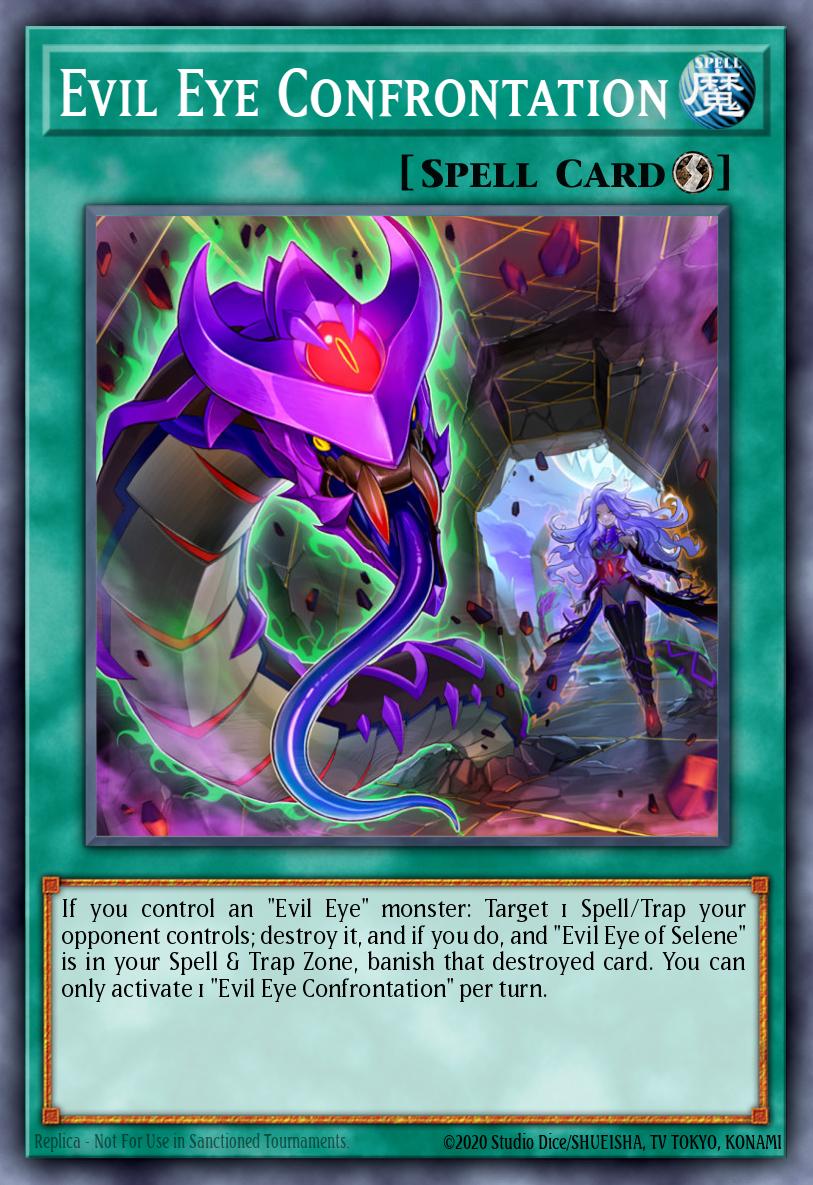 Evil Eye Confrontation
SPELL
魔
[Spell Card]
If you control an "Evil Eye" monster: Target 1 Spell/Trap your
opponent controls; destroy it, and if you do, and "Evil Eye of Selene"
is in your Spell & Trap Zone, banish that destroyed card. You can
only activate 1 "Evil Eye Confrontation" per turn.
Replica - Not For Use in Sanctioned Tournaments.
©2020 Studio Dice/SHUEISHA, TV TOKYO, KONAMI